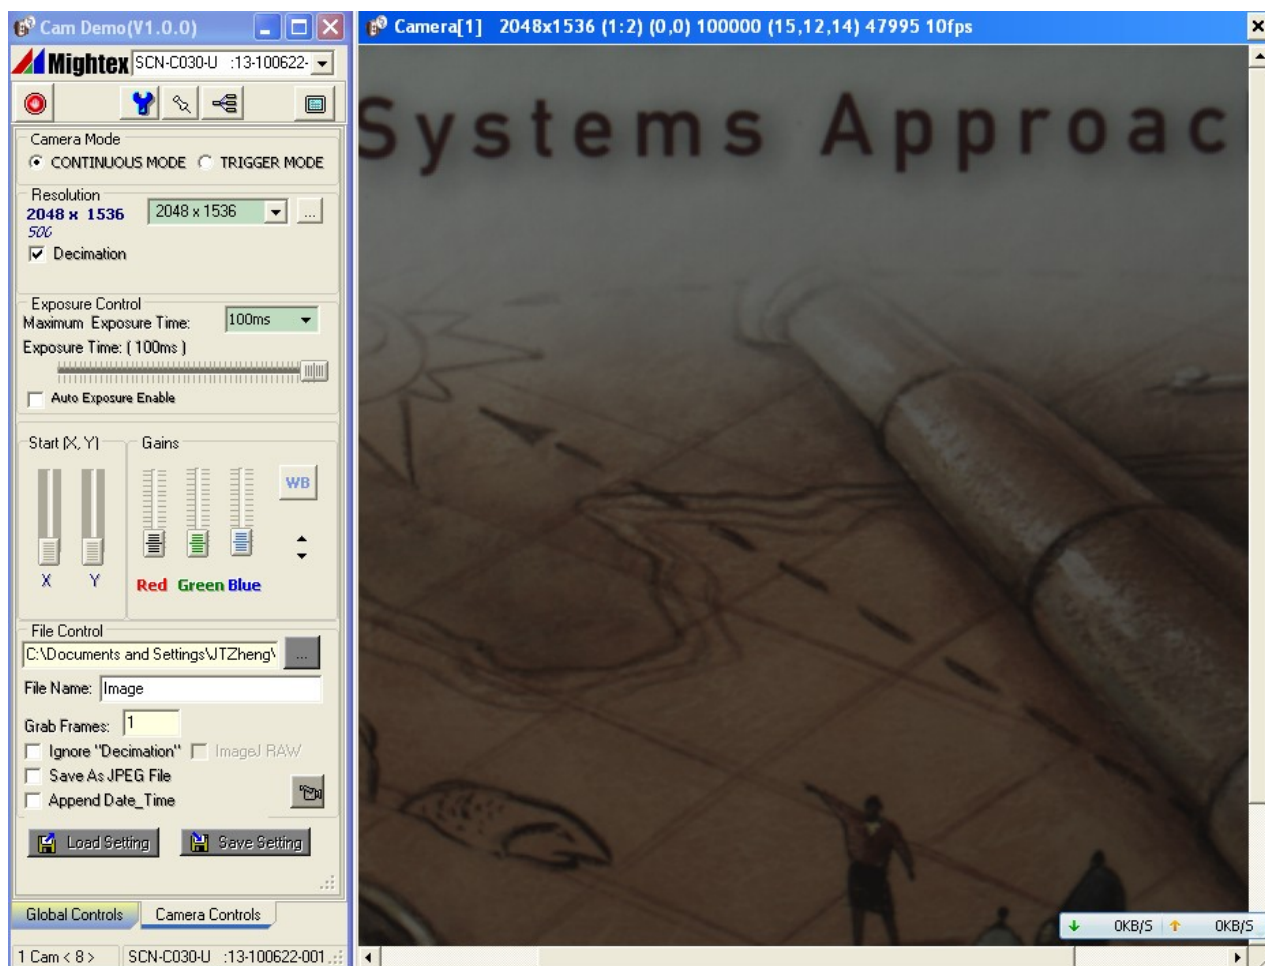 Cam Demo(V1.0.0)
Mightex SCN-C030-U :13-100622-
Camera Mode
CONTINUOUS MODE TRIGGER MODE
Resolution
2048 x 1536 2048 x 1536 ...
50G
Decimation
Exposure Control
Maximum Exposure Time: 100ms
Exposure Time: ( 100ms )
Auto Exposure Enable
Start (X, Y) Gains
WB
X Y Red Green Blue
File Control
C:\Documents and Settings\JTZheng\ ...
File Name: Image
Grab Frames: 1
Ignore "Decimation" ImageJ RAW
Save As JPEG File
Append Date_Time
Load Setting Save Setting
Global Controls Camera Controls
1 Cam < 8 > SCN-C030-U :13-100622-001
Camera[1] 2048x1536 (1:2) (0,0) 100000 (15,12,14) 47995 10fps
Systems Approac
0KB/S 0KB/S